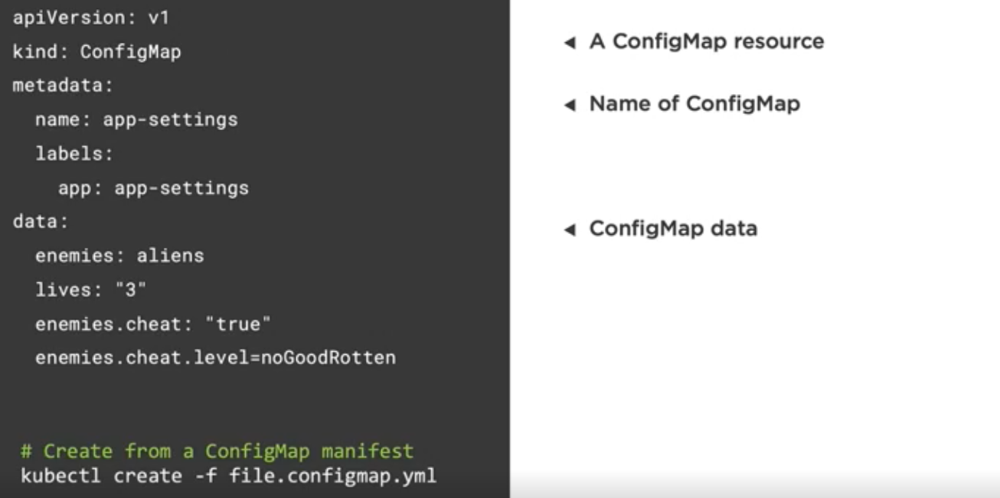 apiVersion: v1
kind: ConfigMap
metadata:
  name: app-settings
  labels:
    app: app-settings
data:
  enemies: aliens
  lives: "3"
  enemies.cheat: "true"
  enemies.cheat.level=noGoodRotten
# Create from a ConfigMap manifest
kubectl create -f file.configmap.yml
◄ A ConfigMap resource
◄ Name of ConfigMap
◄ ConfigMap data